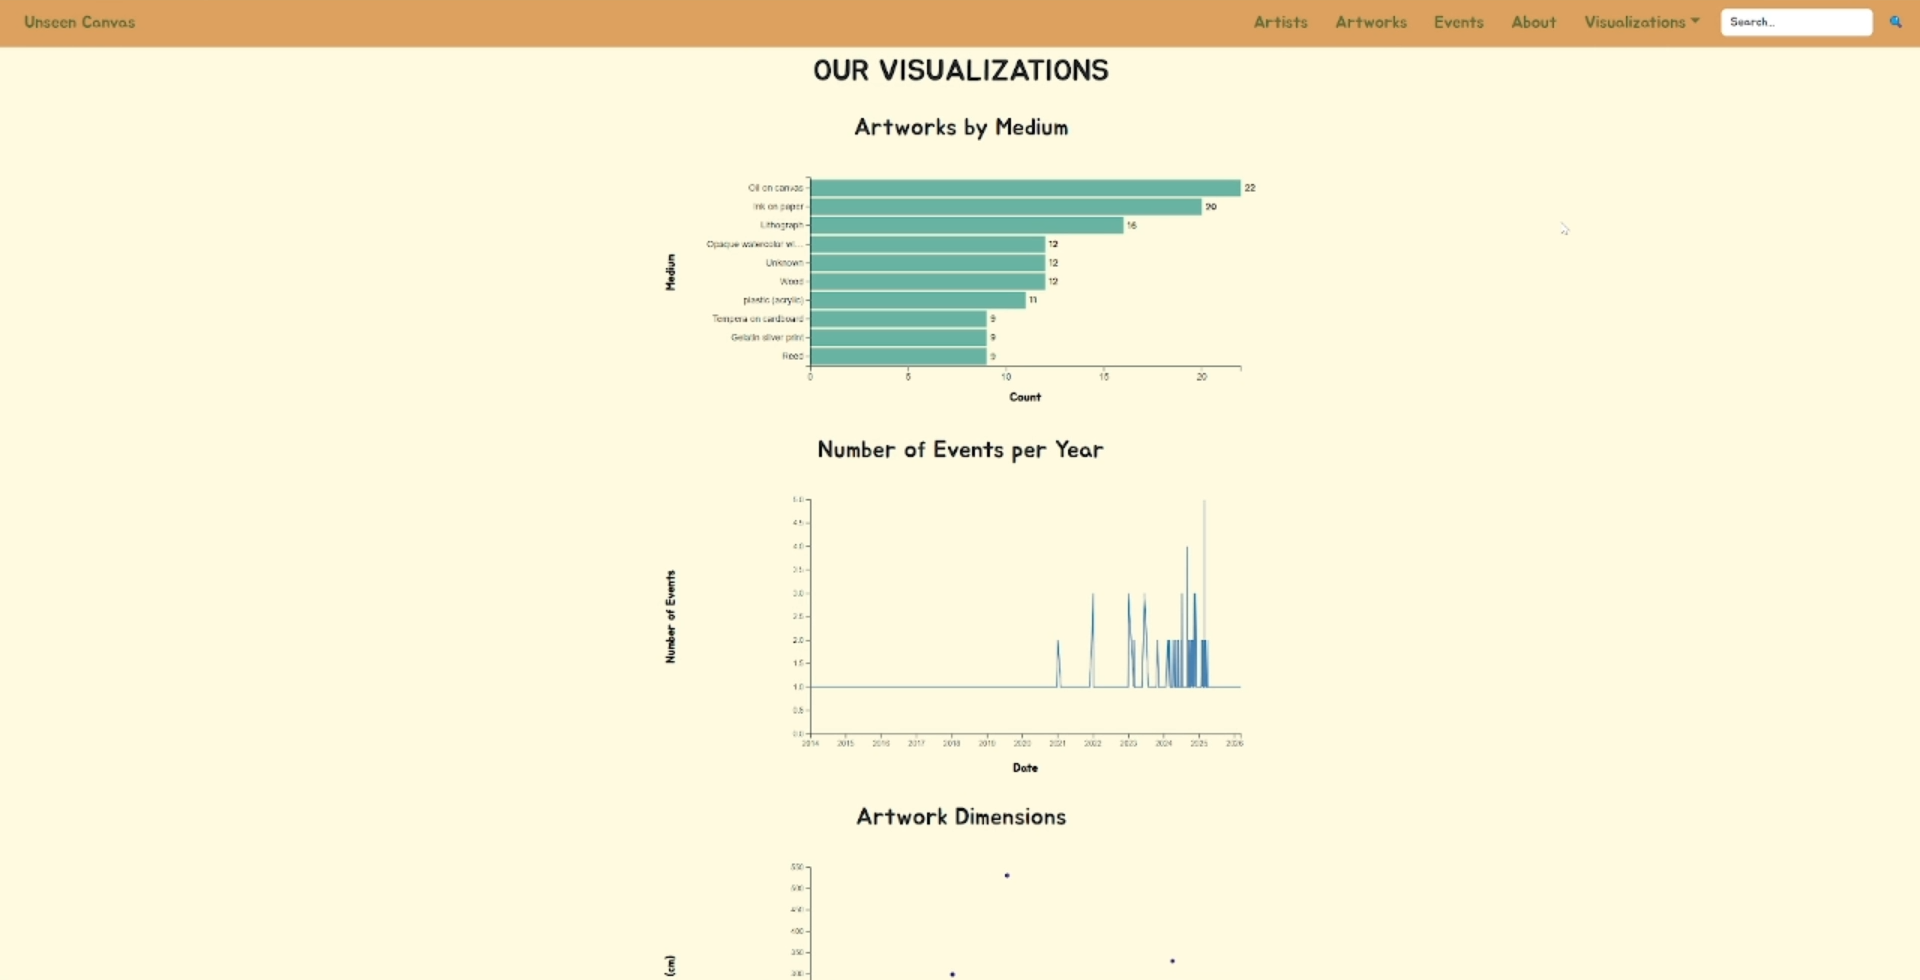 Unseen Canvas
Artists Artworks Events About Visualizations Search...
OUR VISUALIZATIONS
Artworks by Medium
Oil on canvas 22
Ink on paper 20
Lithograph 16
Opaque watercolor wi... 12
Unknown 12
Wood 12
plastic (acrylic) 11
Tempera on cardboard 9
Gelatin silver print 9
Reed 9
Medium
0 5 10 15 20
Count
Number of Events per Year
5.0
4.5
4.0
3.5
3.0
2.5
2.0
1.5
1.0
0.5
0.0
Number of Events
2014 2015 2016 2017 2018 2019 2020 2021 2022 2023 2024 2025 2026
Date
Artwork Dimensions
550
500
450
400
350
300
(cm)